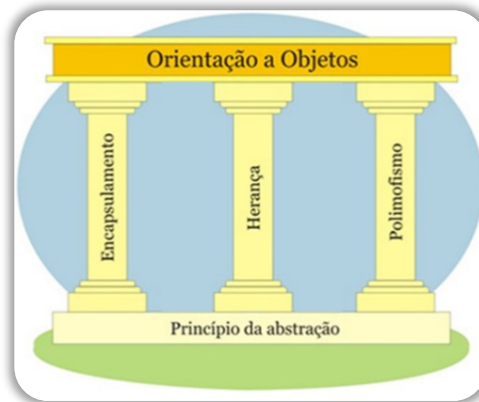 Orientação a Objetos
Encapsulamento
Herança
Polimofismo
Princípio da abstração